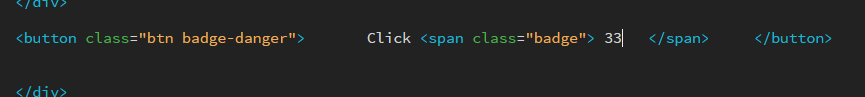 </div>
<button class="btn badge-danger"> Click <span class="badge"> 33 </span> </button>
</div>